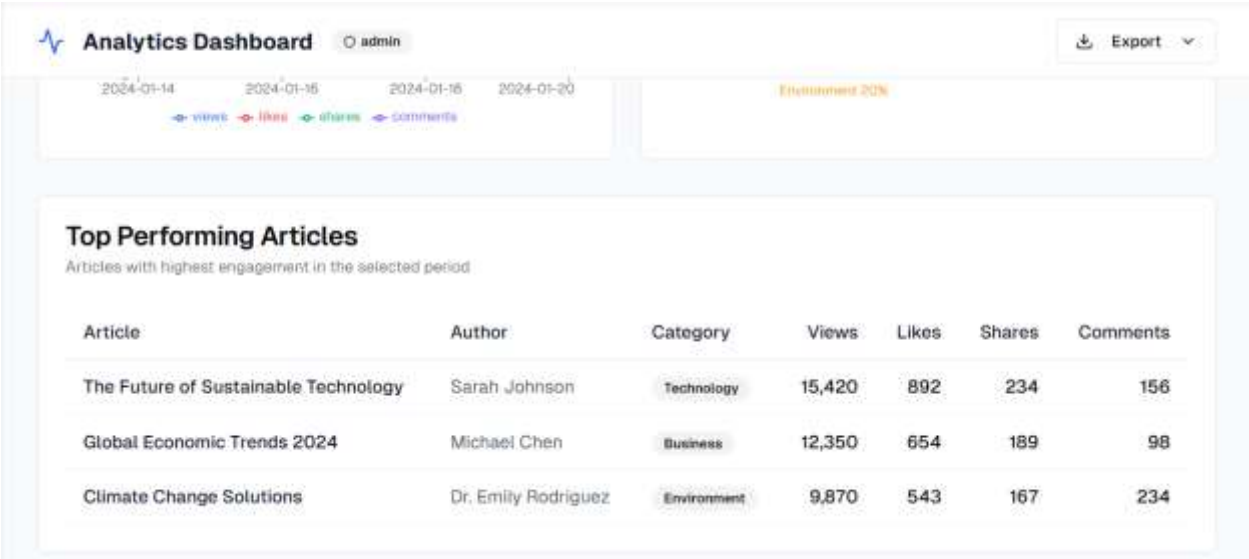 Analytics Dashboard admin Export
2024-01-14 2024-01-16 2024-01-18 2024-01-20
views likes shares comments
Environment 20%
Top Performing Articles
Articles with highest engagement in the selected period
Article Author Category Views Likes Shares Comments
The Future of Sustainable Technology Sarah Johnson Technology 15,420 892 234 156
Global Economic Trends 2024 Michael Chen Business 12,350 654 189 98
Climate Change Solutions Dr. Emily Rodriguez Environment 9,870 543 167 234